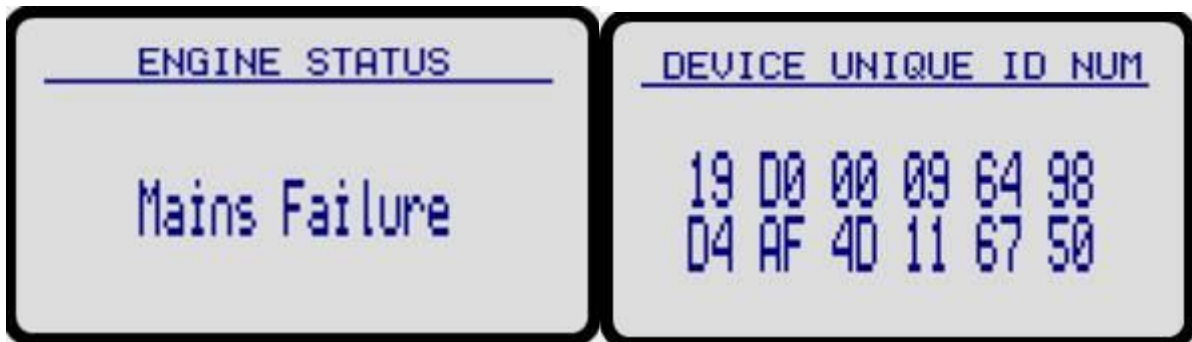 ENGINE STATUS
Mains Failure
DEVICE UNIQUE ID NUM
19 D0 00 09 64 98
D4 AF 4D 11 67 50